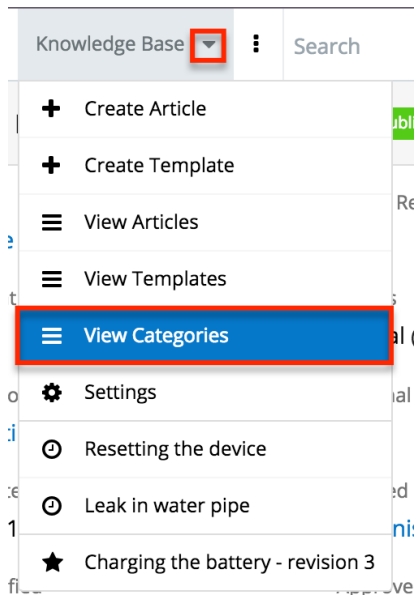 Knowledge Base
Search
Create Article
Create Template
View Articles
View Templates
View Categories
Settings
Resetting the device
Leak in water pipe
Charging the battery - revision 3